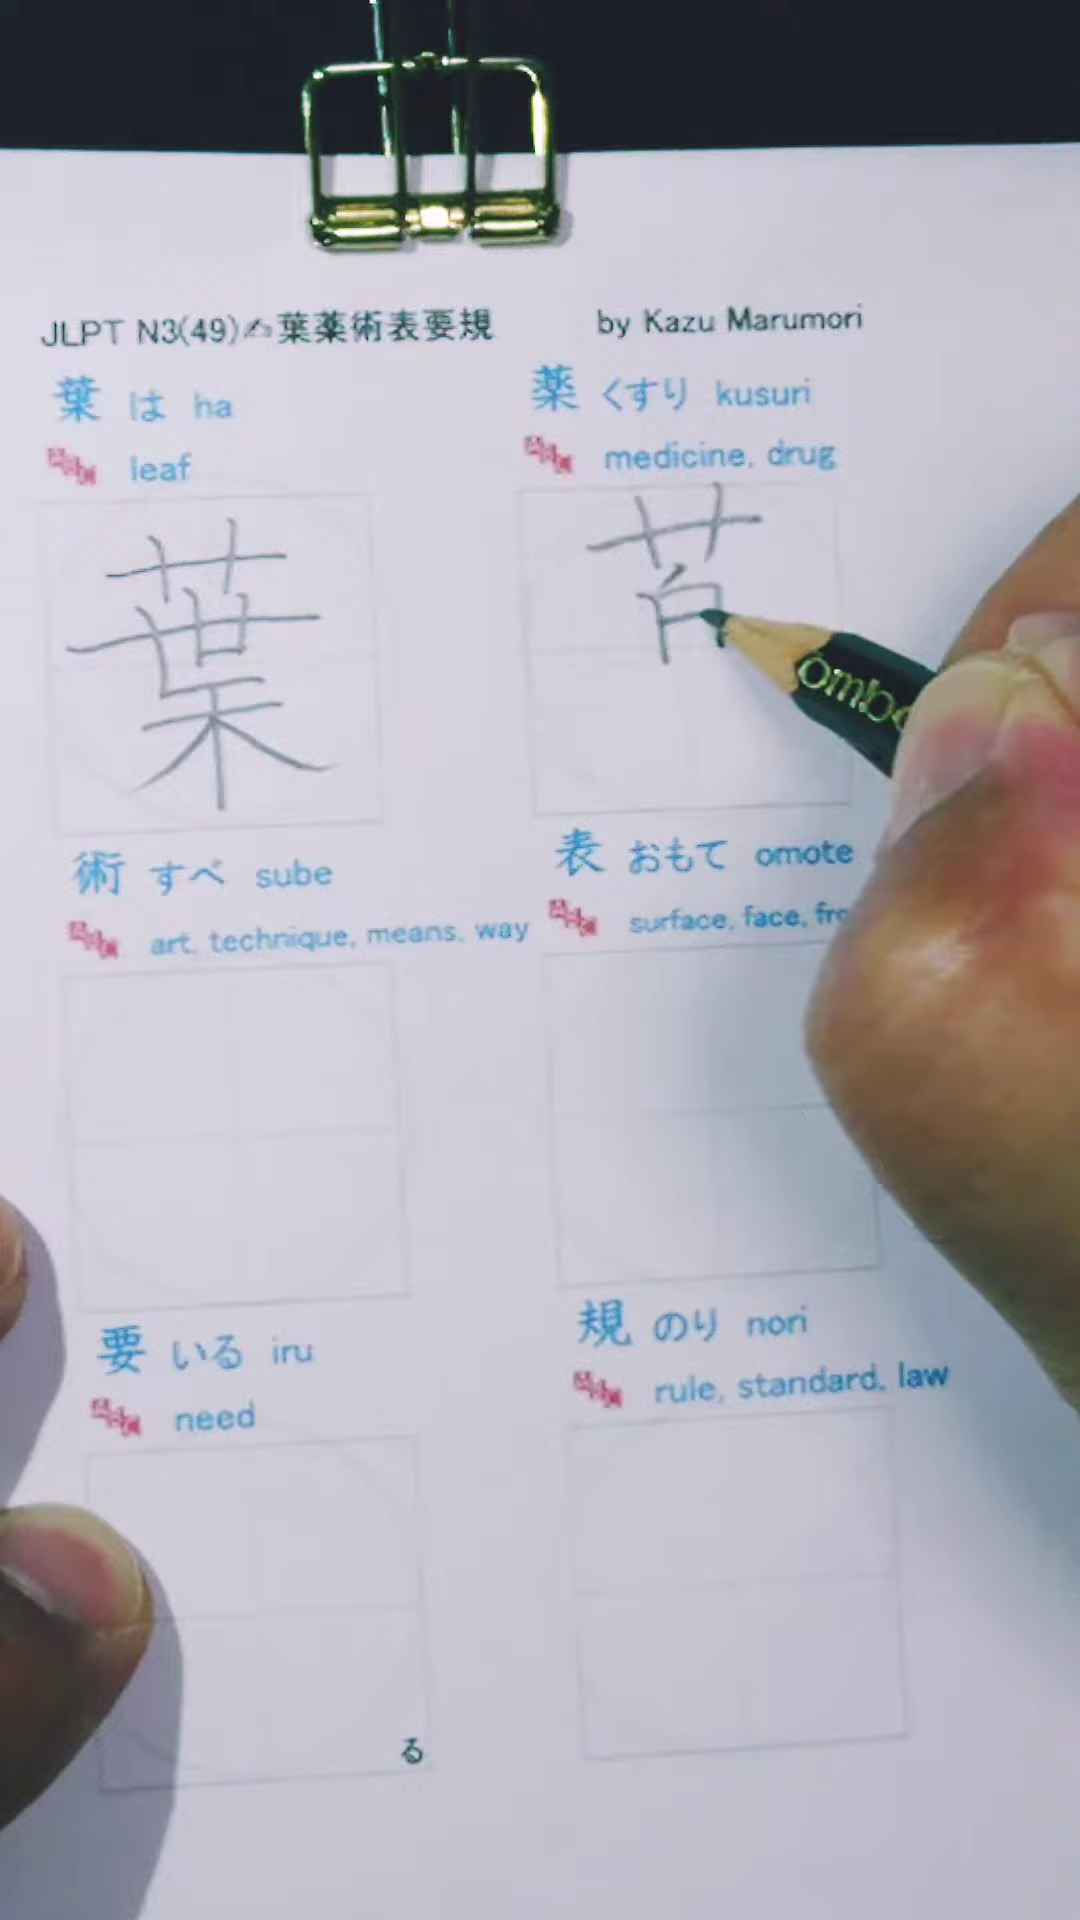 JLPT N3(49)✍葉薬術表要規 by Kazu Marumori
葉 は ha
leaf
葉
薬 くすり kusuri
medicine, drug
術 すべ sube
art, technique, means, way
表 おもて omote
surface, face,
要 いる iru
need
る
規 のり nori
rule, standard, law